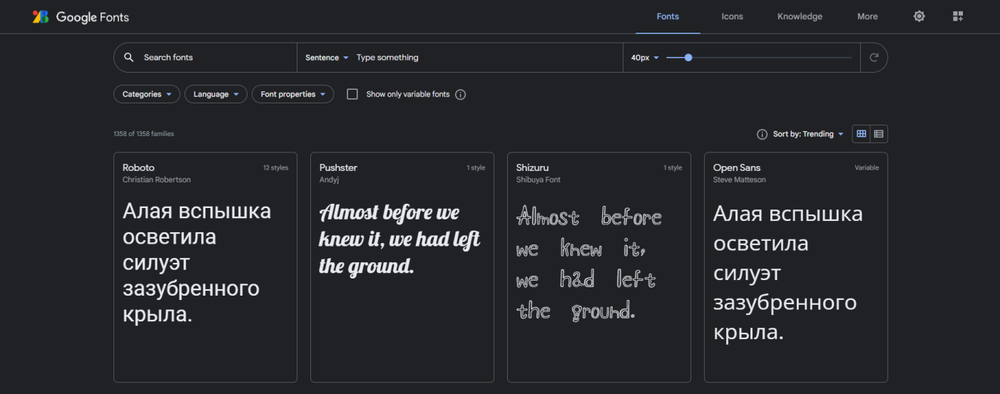 Google Fonts
Fonts Icons Knowledge More
Search fonts Sentence Type something 40px
Categories Language Font properties Show only variable fonts
1358 of 1358 families Sort by: Trending
Roboto 12 styles
Christian Robertson
Алая вспышка
осветила
силуэт
зазубренного
крыла.
Pushster 1 style
Andyj
Almost before we
knew it, we had left
the ground.
Shizuru 1 style
Shibuya Font
Almost before
we knew it,
we had left
the ground.
Open Sans Variable
Steve Matteson
Алая вспышка
осветила
силуэт
зазубренного
крыла.